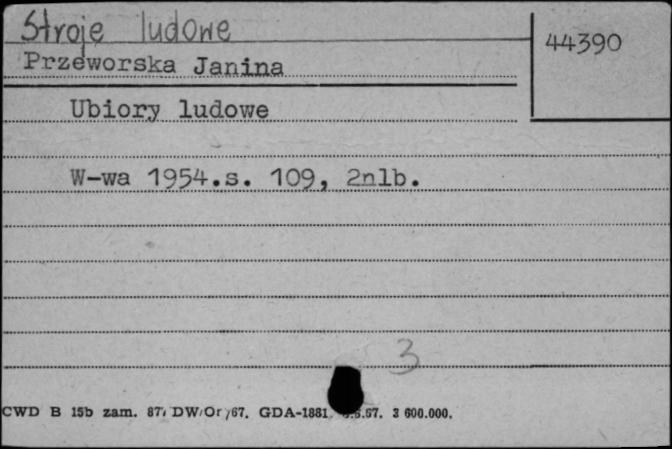 Stroje ludowe
44390
Przeworska Janina
Ubiory ludowe
W-wa 1954.s. 109, 2nlb.
3
CWD B 15b zam. 87, DW/Or/67. GDA-1881 .67. 3 600.000.